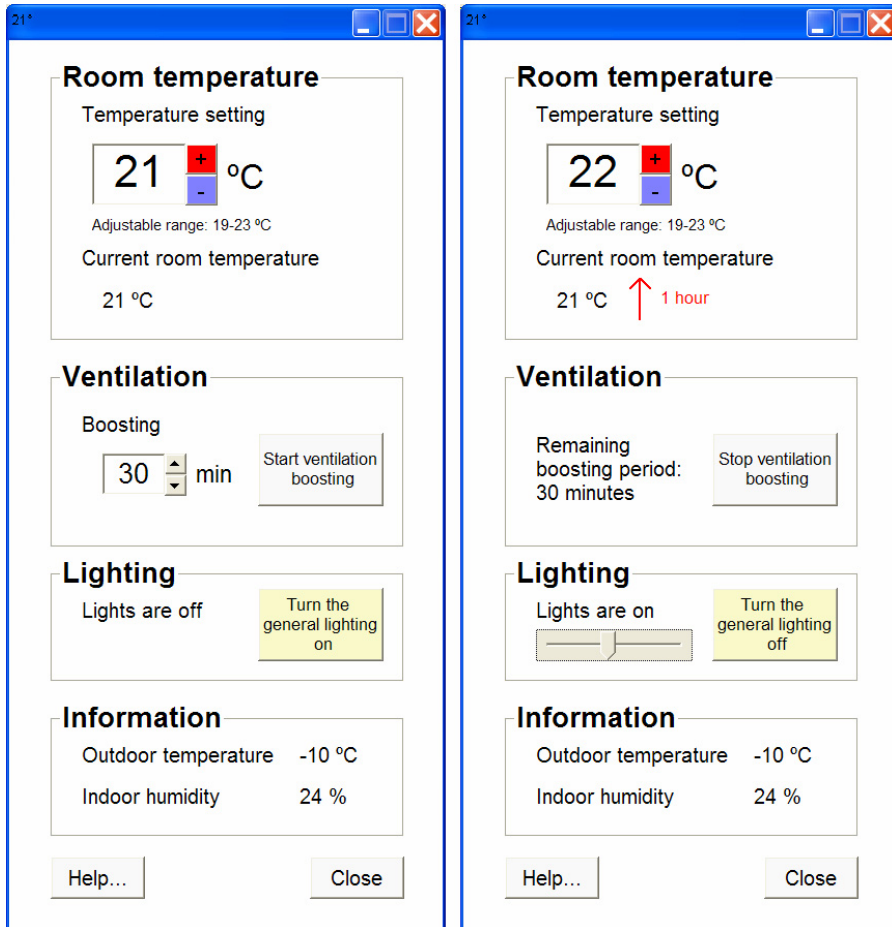 21°
Room temperature
Temperature setting
21
+
-
ºC
Adjustable range: 19-23 ºC
Current room temperature
21 ºC
Ventilation
Boosting
30 min
Start ventilation
boosting
Lighting
Lights are off
Turn the
general lighting
on
Information
Outdoor temperature -10 ºC
Indoor humidity 24 %
Help... Close
21°
Room temperature
Temperature setting
22
+
-
ºC
Adjustable range: 19-23 ºC
Current room temperature
21 ºC 1 hour
Ventilation
Remaining
boosting period:
30 minutes
Stop ventilation
boosting
Lighting
Lights are on
Turn the
general lighting
off
Information
Outdoor temperature -10 ºC
Indoor humidity 24 %
Help... Close